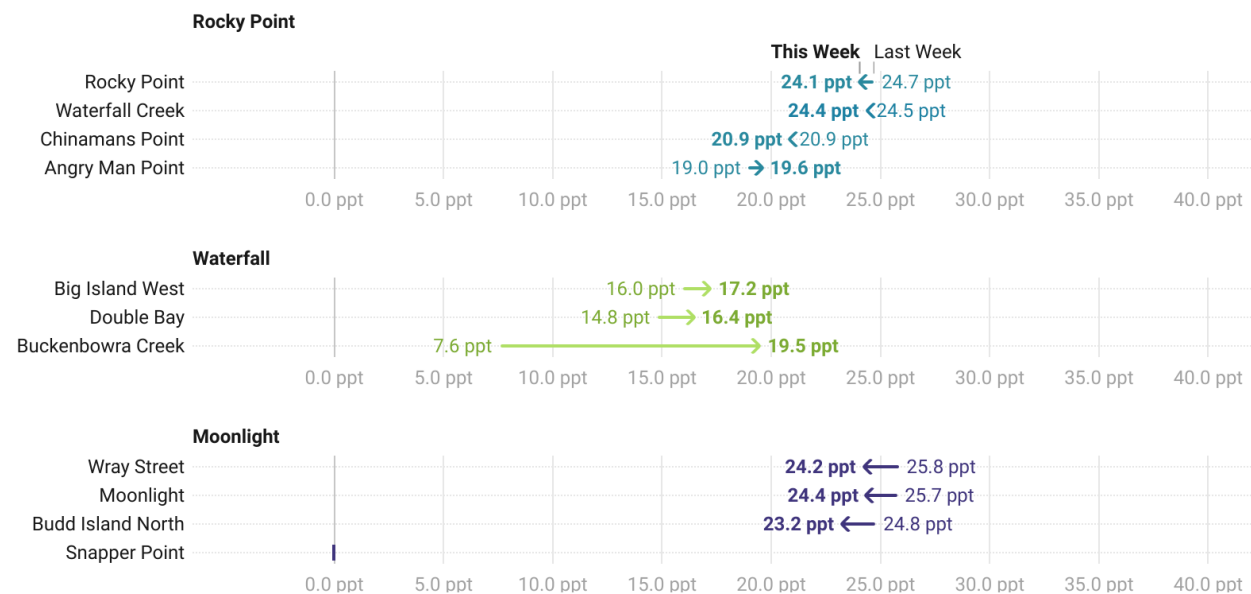 Rocky Point
This Week Last Week
Rocky Point 24.1 ppt 24.7 ppt
Waterfall Creek 24.4 ppt 24.5 ppt
Chinamans Point 20.9 ppt 20.9 ppt
Angry Man Point 19.0 ppt 19.6 ppt
0.0 ppt 5.0 ppt 10.0 ppt 15.0 ppt 20.0 ppt 25.0 ppt 30.0 ppt 35.0 ppt 40.0 ppt
Waterfall
Big Island West 16.0 ppt 17.2 ppt
Double Bay 14.8 ppt 16.4 ppt
Buckenbowra Creek 7.6 ppt 19.5 ppt
0.0 ppt 5.0 ppt 10.0 ppt 15.0 ppt 20.0 ppt 25.0 ppt 30.0 ppt 35.0 ppt 40.0 ppt
Moonlight
Wray Street 24.2 ppt 25.8 ppt
Moonlight 24.4 ppt 25.7 ppt
Budd Island North 23.2 ppt 24.8 ppt
Snapper Point
0.0 ppt 5.0 ppt 10.0 ppt 15.0 ppt 20.0 ppt 25.0 ppt 30.0 ppt 35.0 ppt 40.0 ppt